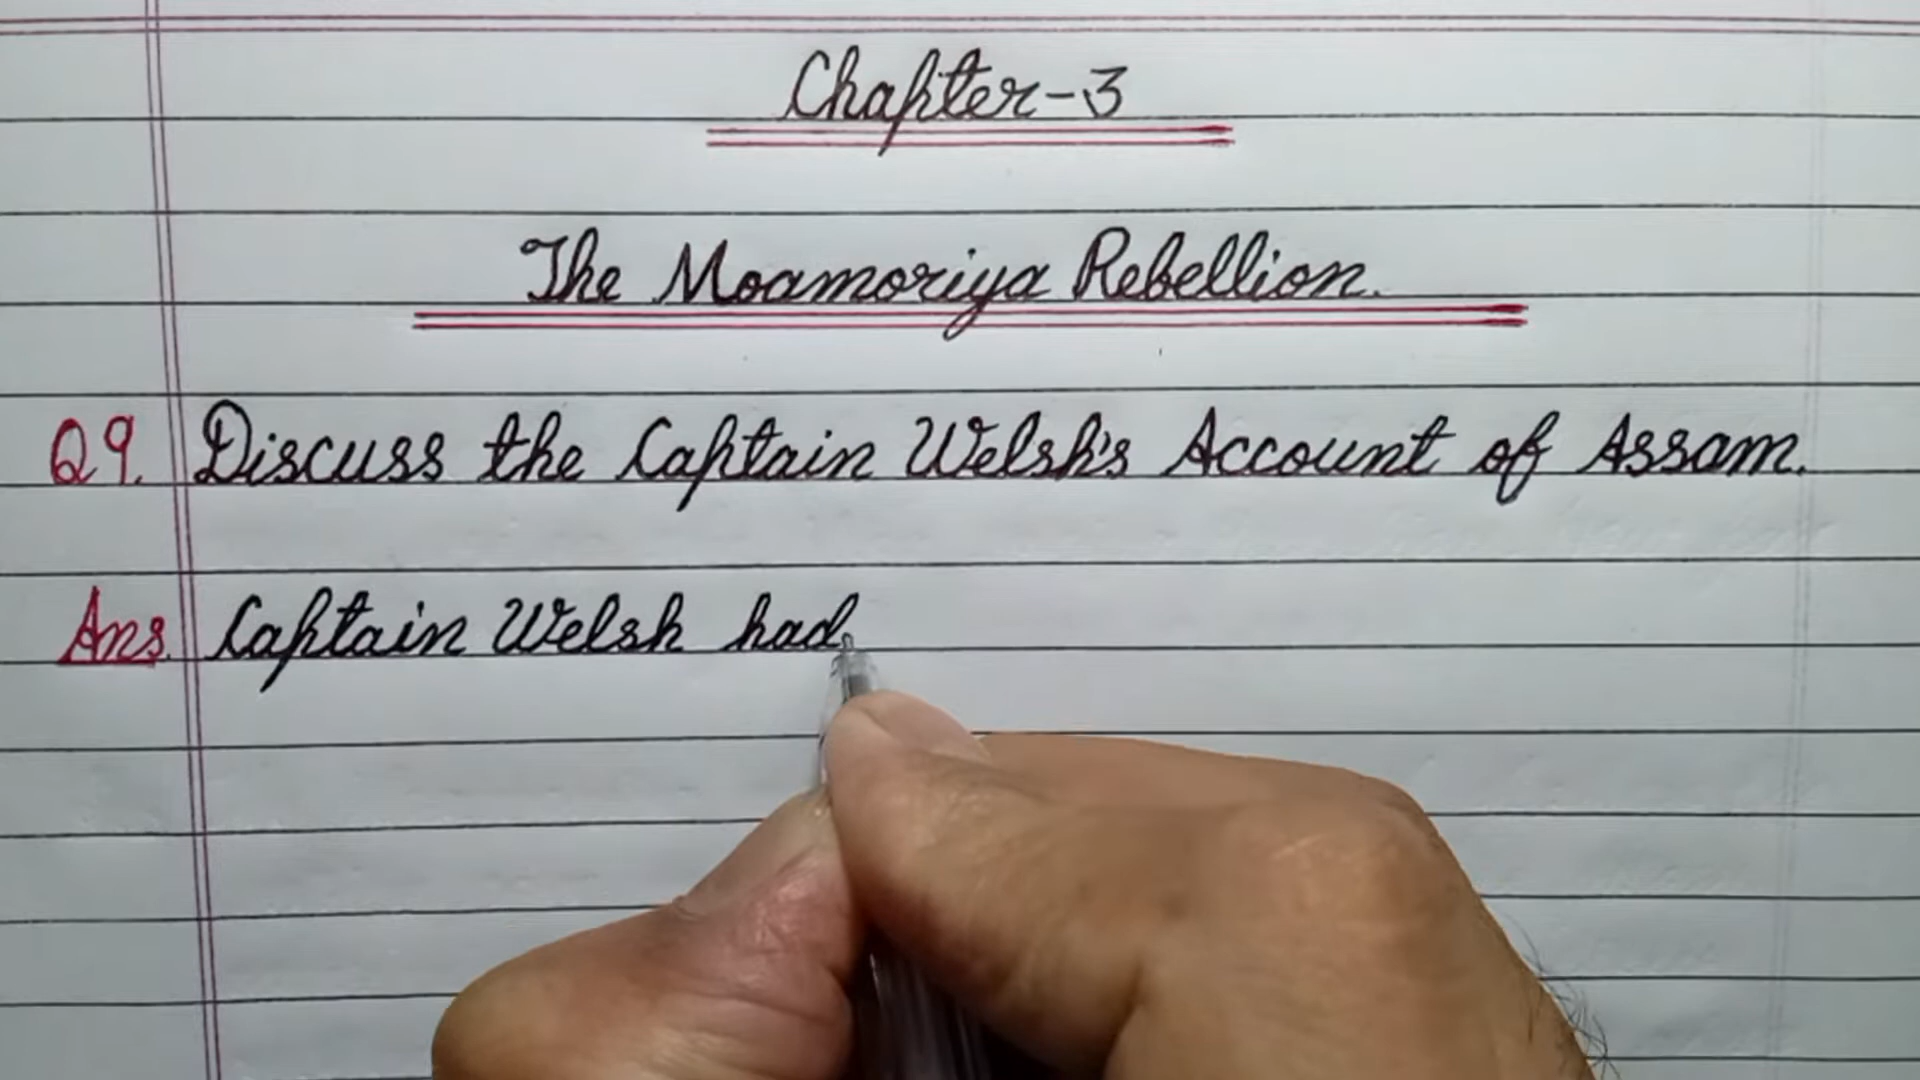 Chapter-3
The Moamoriya Rebellion.
Q9. Discuss the Captain Welsh's Account of Assam.
Ans. Captain Welsh had